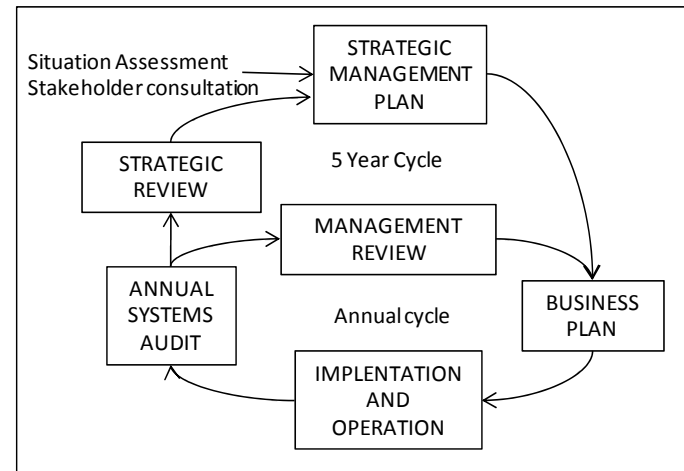 STRATEGIC
MANAGEMENT
PLAN
Situation Assessment
Stakeholder consultation
STRATEGIC
REVIEW
5 Year Cycle
MANAGEMENT
REVIEW
ANNUAL
SYSTEMS
AUDIT
Annual cycle
BUSINESS
PLAN
IMPLENTATION
AND
OPERATION